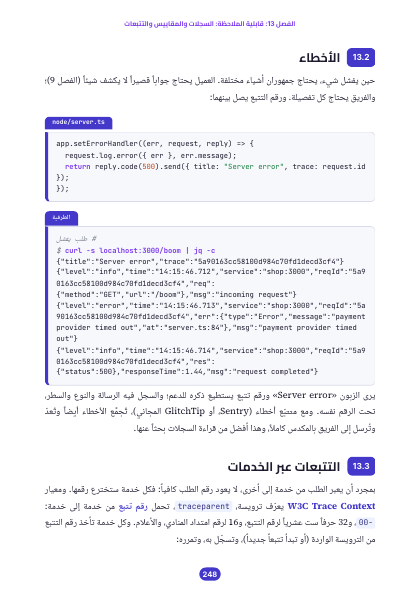 الفصل 13: قابلية الملاحظة: السجلات والمقاييس والتتبعات
13.2 الأخطاء
حين يفشل شيء، يحتاج جمهوران أشياء مختلفة. العميل يحتاج جواباً قصيراً لا يكشف شيئاً (الفصل 9)؛
والفريق يحتاج كل تفصيلة. ورقم التتبع يصل بينهما:
node/server.ts
app.setErrorHandler((err, request, reply) => {
request.log.error({ err }, err.message);
return reply.code(500).send({ title: "Server error", trace: request.id
});
});
الطرفية
# طلب يفشل
$ curl -s localhost:3000/boom | jq -c
{"title":"Server error","trace":"5a90163cc58100d984c70fd1decd3cf4"}
{"level":"info","time":"14:15:46.712","service":"shop:3000","reqId":"5a9
0163cc58100d984c70fd1decd3cf4","req":
{"method":"GET","url":"/boom"},"msg":"incoming request"}
{"level":"error","time":"14:15:46.713","service":"shop:3000","reqId":"5a
90163cc58100d984c70fd1decd3cf4","err":{"type":"Error","message":"payment
provider timed out","at":"server.ts:84"},"msg":"payment provider timed
out"}
{"level":"info","time":"14:15:46.714","service":"shop:3000","reqId":"5a9
0163cc58100d984c70fd1decd3cf4","res":
{"status":500},"responseTime":1.44,"msg":"request completed"}
يرى الزبون «Server error» ورقم تتبع يستطيع ذكره للدعم؛ والسجل فيه الرسالة والنوع والسطر،
تحت الرقم نفسه. ومع متتبّع أخطاء (Sentry، أو GlitchTip المجاني)، تُجمَّع الأخطاء أيضاً وتُعدّ
وتُرسل إلى الفريق بالمكدس كاملاً، وهذا أفضل من قراءة السجلات بحثاً عنها.
13.3 التتبعات عبر الخدمات
بمجرد أن يعبر الطلب من خدمة إلى أخرى، لا يعود رقم الطلب كافياً: فكل خدمة ستخترع رقمها. ومعيار
W3C Trace Context يعرّف ترويسة، traceparent، تحمل رقم تتبع من خدمة إلى خدمة:
00-، و32 حرفاً ست عشرياً لرقم التتبع، و16 لرقم امتداد المنادي، والأعلام. وكل خدمة تأخذ رقم التتبع
من الترويسة الواردة (أو تبدأ تتبعاً جديداً)، وتسجّل به، وتمرره:
248